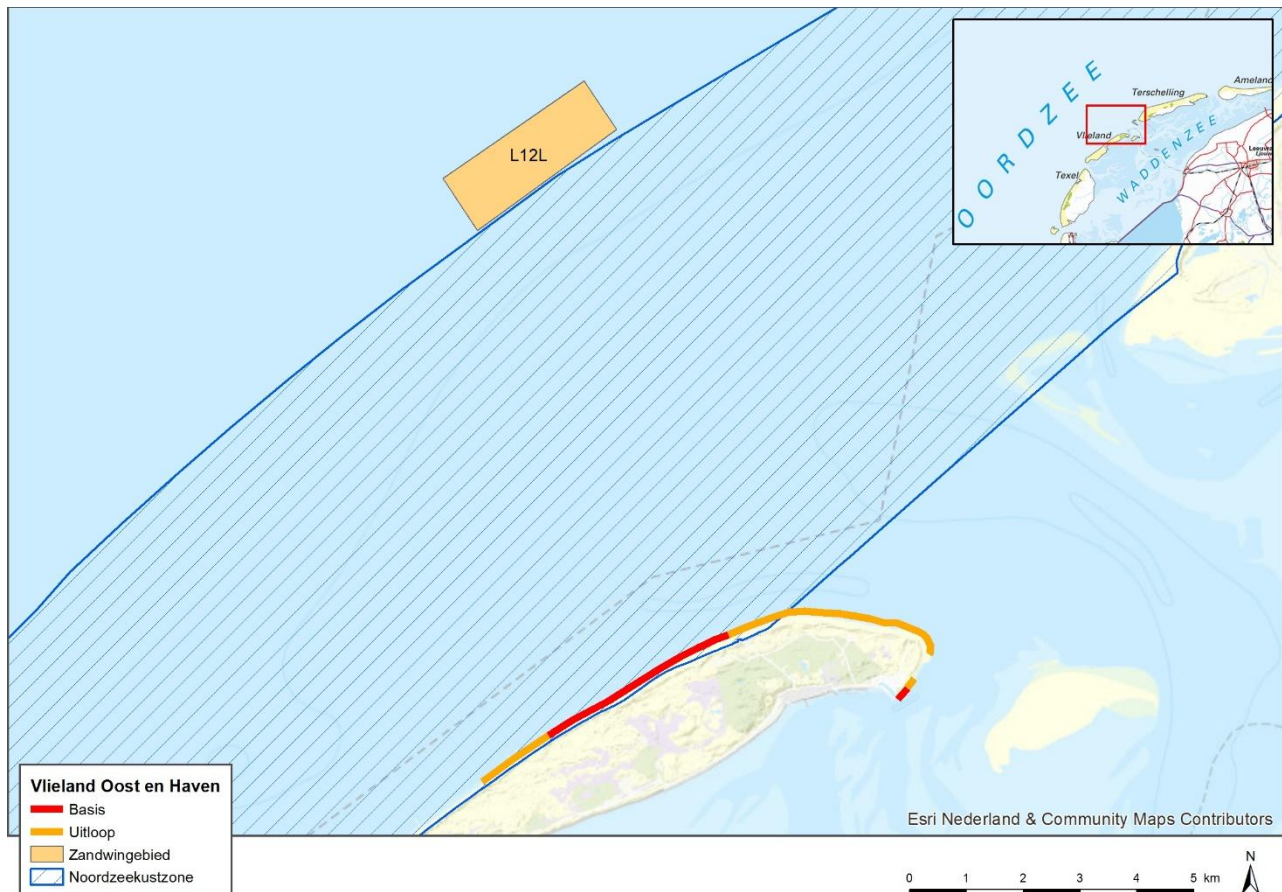 L12L
NOORDZEE
Ameland
Terschelling
Vlieland
WADDENZEE
Texel
Vlieland Oost en Haven
Basis
Uitloop
Zandwingebied
Noordzeekustzone
Esri Nederland & Community Maps Contributors
N
0 1 2 3 4 5 km